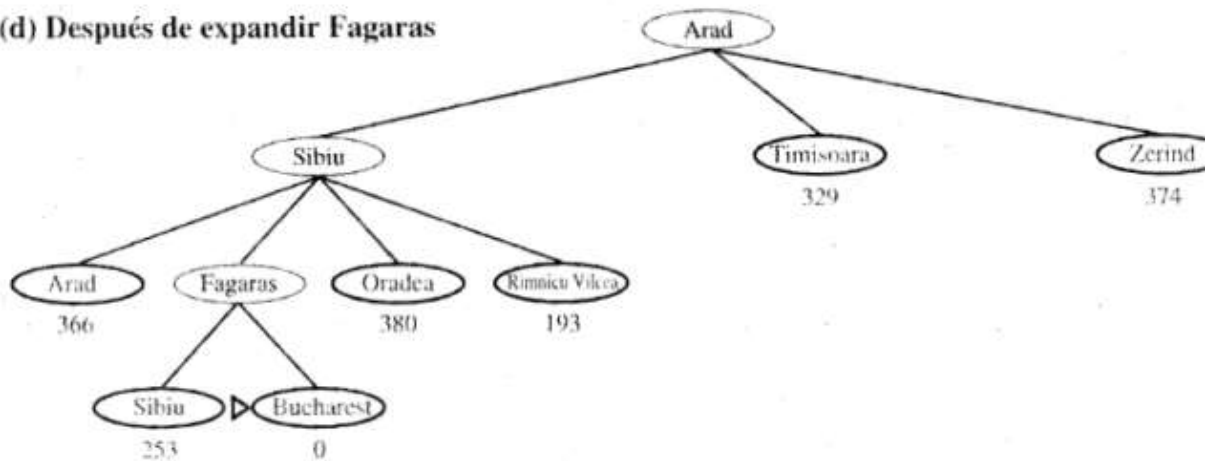 (d) Después de expandir Fagaras
Arad
Sibiu
Timisoara
Zerind
329
374
Arad
Fagaras
Oradea
Rimnicu Vilcea
366
380
193
Sibiu
Bucharest
253
0